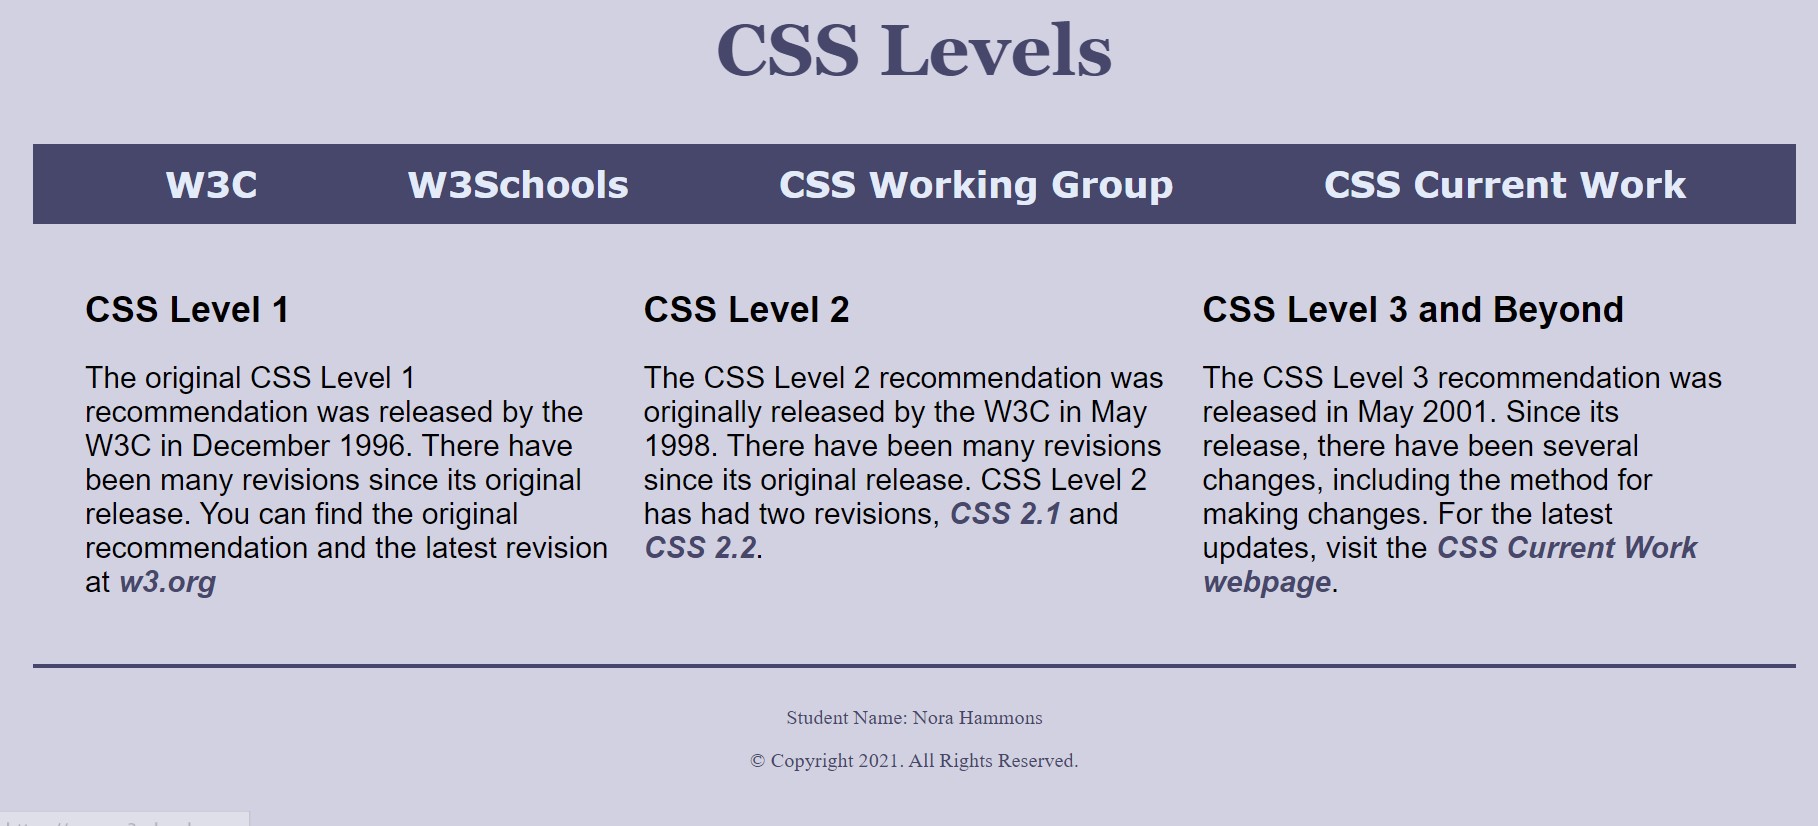 CSS Levels
W3C W3Schools CSS Working Group CSS Current Work
CSS Level 1
The original CSS Level 1
recommendation was released by the
W3C in December 1996. There have
been many revisions since its original
release. You can find the original
recommendation and the latest revision
at w3.org
CSS Level 2
The CSS Level 2 recommendation was
originally released by the W3C in May
1998. There have been many revisions
since its original release. CSS Level 2
has had two revisions, CSS 2.1 and
CSS 2.2.
CSS Level 3 and Beyond
The CSS Level 3 recommendation was
released in May 2001. Since its
release, there have been several
changes, including the method for
making changes. For the latest
updates, visit the CSS Current Work
webpage.
Student Name: Nora Hammons
© Copyright 2021. All Rights Reserved.